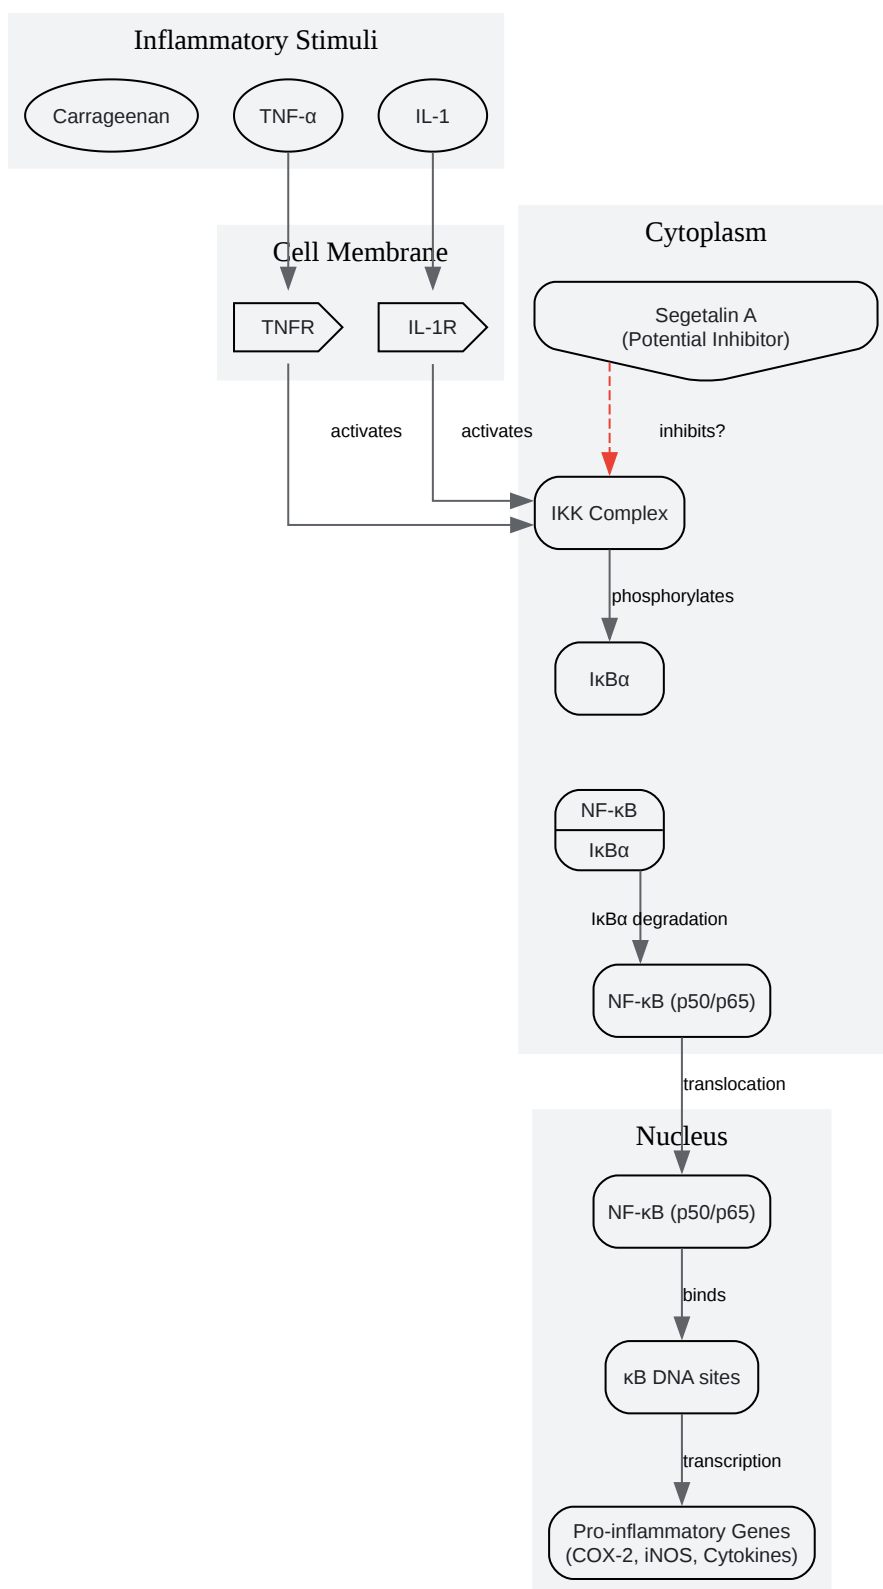 Inflammatory Stimuli
Carrageenan
TNF-α
IL-1
Cell Membrane
TNFR
IL-1R
Cytoplasm
Segetalin A
(Potential Inhibitor)
activates
activates
inhibits?
IKK Complex
phosphorylates
IκBα
NF-κB
IκBα
IκBα degradation
NF-κB (p50/p65)
translocation
Nucleus
NF-κB (p50/p65)
binds
κB DNA sites
transcription
Pro-inflammatory Genes
(COX-2, iNOS, Cytokines)